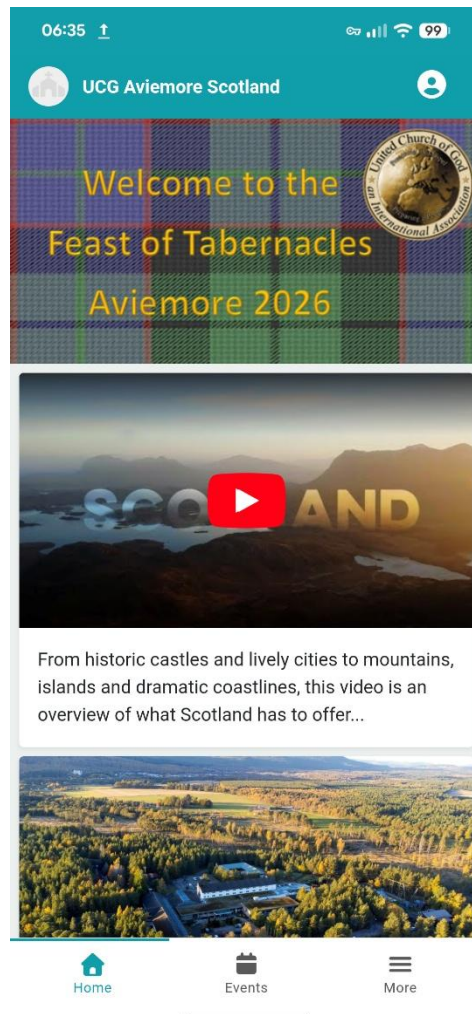 06:35
99
UCG Aviemore Scotland
Welcome to the
Feast of Tabernacles
Aviemore 2026
United Church of God
an International Association
SCOTLAND
From historic castles and lively cities to mountains,
islands and dramatic coastlines, this video is an
overview of what Scotland has to offer...
Home
Events
More